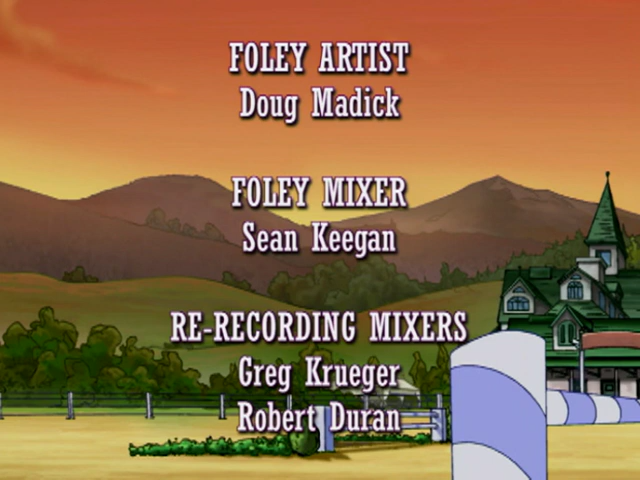 FOLEY ARTIST
Doug Madick
FOLEY MIXER
Sean Keegan
RE-RECORDING MIXERS
Greg Krueger
Robert Duran